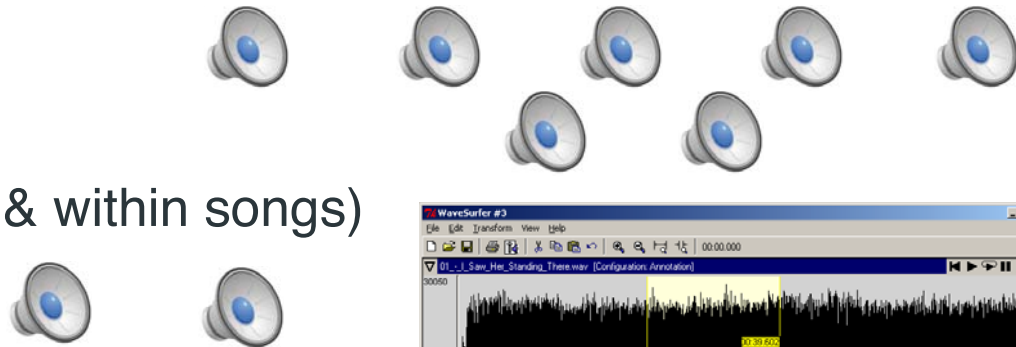 & within songs)
WaveSurfer #3
File Edit Transform View Help
00:00.000
01_-_I_Saw_Her_Standing_There.wav [Configuration: Annotation]
30050
00:39.602